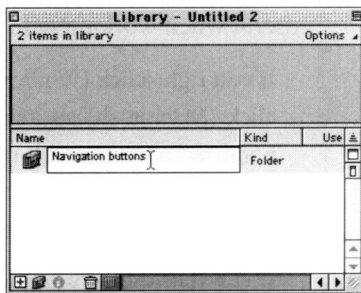 Library - Untitled 2
2 items in library Options
Name Kind Use
Navigation buttons Folder